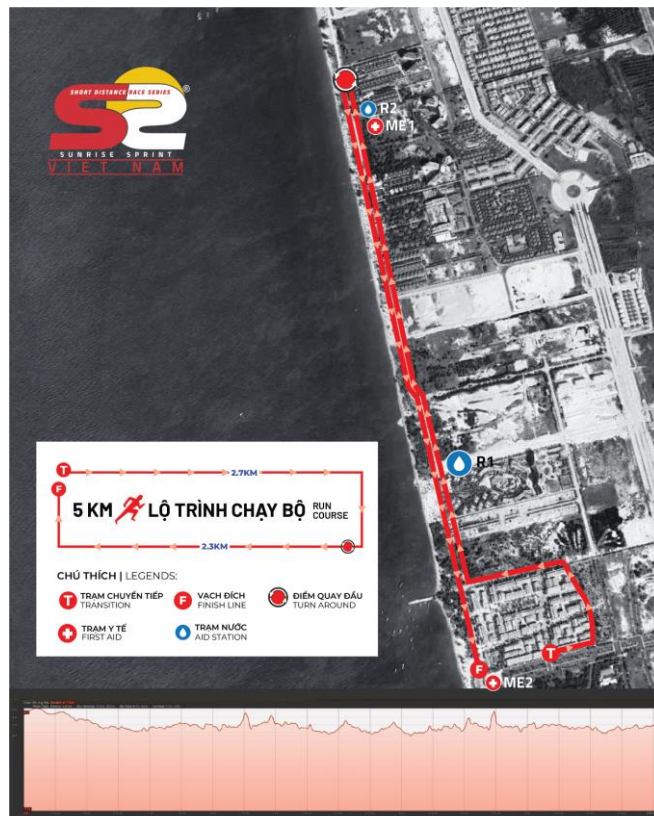 SHORT DISTANCE RACE SERIES
S2®
SUNRISE SPRINT
VIET NAM
R2
ME1
R1
T
2.7KM
F
5 KM LỘ TRÌNH CHẠY BỘ RUN COURSE
2.3KM
CHÚ THÍCH | LEGENDS:
T TRẠM CHUYỂN TIẾP TRANSITION
F VẠCH ĐÍCH FINISH LINE
ĐIỂM QUAY ĐẦU TURN AROUND
TRẠM Y TẾ FIRST AID
TRẠM NƯỚC AID STATION
T
F
ME2